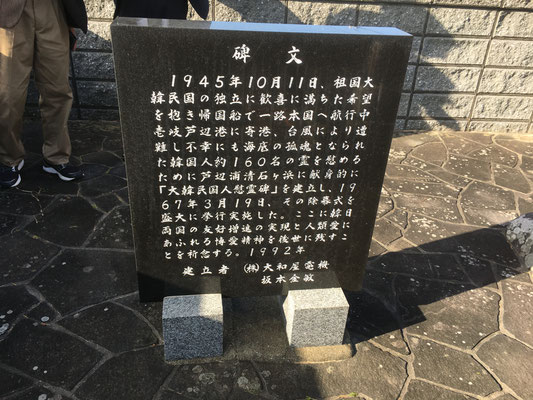 碑文
1945年10月11日、祖国大
韓民国の独立に歓喜に満ちた希望
を抱き帰国船で一路本国へ航行中
壱岐芦辺港に寄港、台風により遭
難し不幸にも海底の孤魂となられ
た韓国人約160名の霊を慰める
ために芦辺浦清石ヶ浜に献身的に
「大韓民国人慰霊碑」を建立し、19
67年3月19日、その除幕式を
盛大に挙行実施した。ここに韓日
両国の友好増進の実現と人類愛に
あふれる博愛精神を後世に残すこ
とを祈念する。1992年
建立者 (株)大和屋電機
坂本金敏